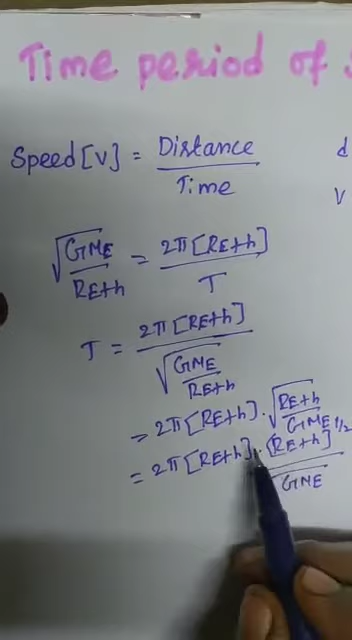 Time period of
Speed[v] = Distance / Time
d
v
√(GME / RE+h) = 2π[RE+h] / T
T = 2π[RE+h] / √(GME / RE+h)
= 2π[RE+h] · √(RE+h / GME)
= 2π[RE+h] · [RE+h]^1/2 / GME